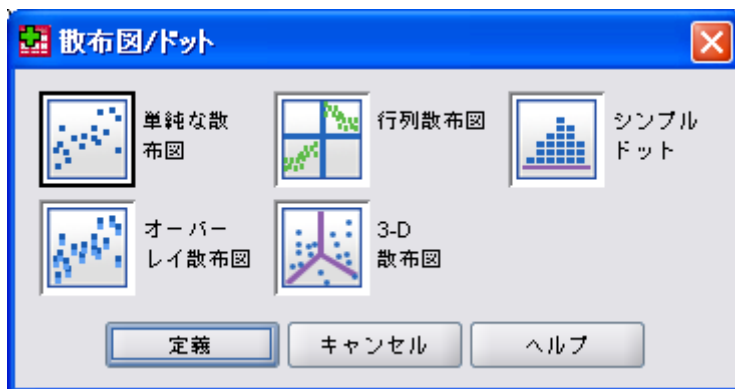 散布図/ドット
単純な散
布図
行列散布図
シンプル
ドット
オーバー
レイ散布図
3-D
散布図
定義
キャンセル
ヘルプ